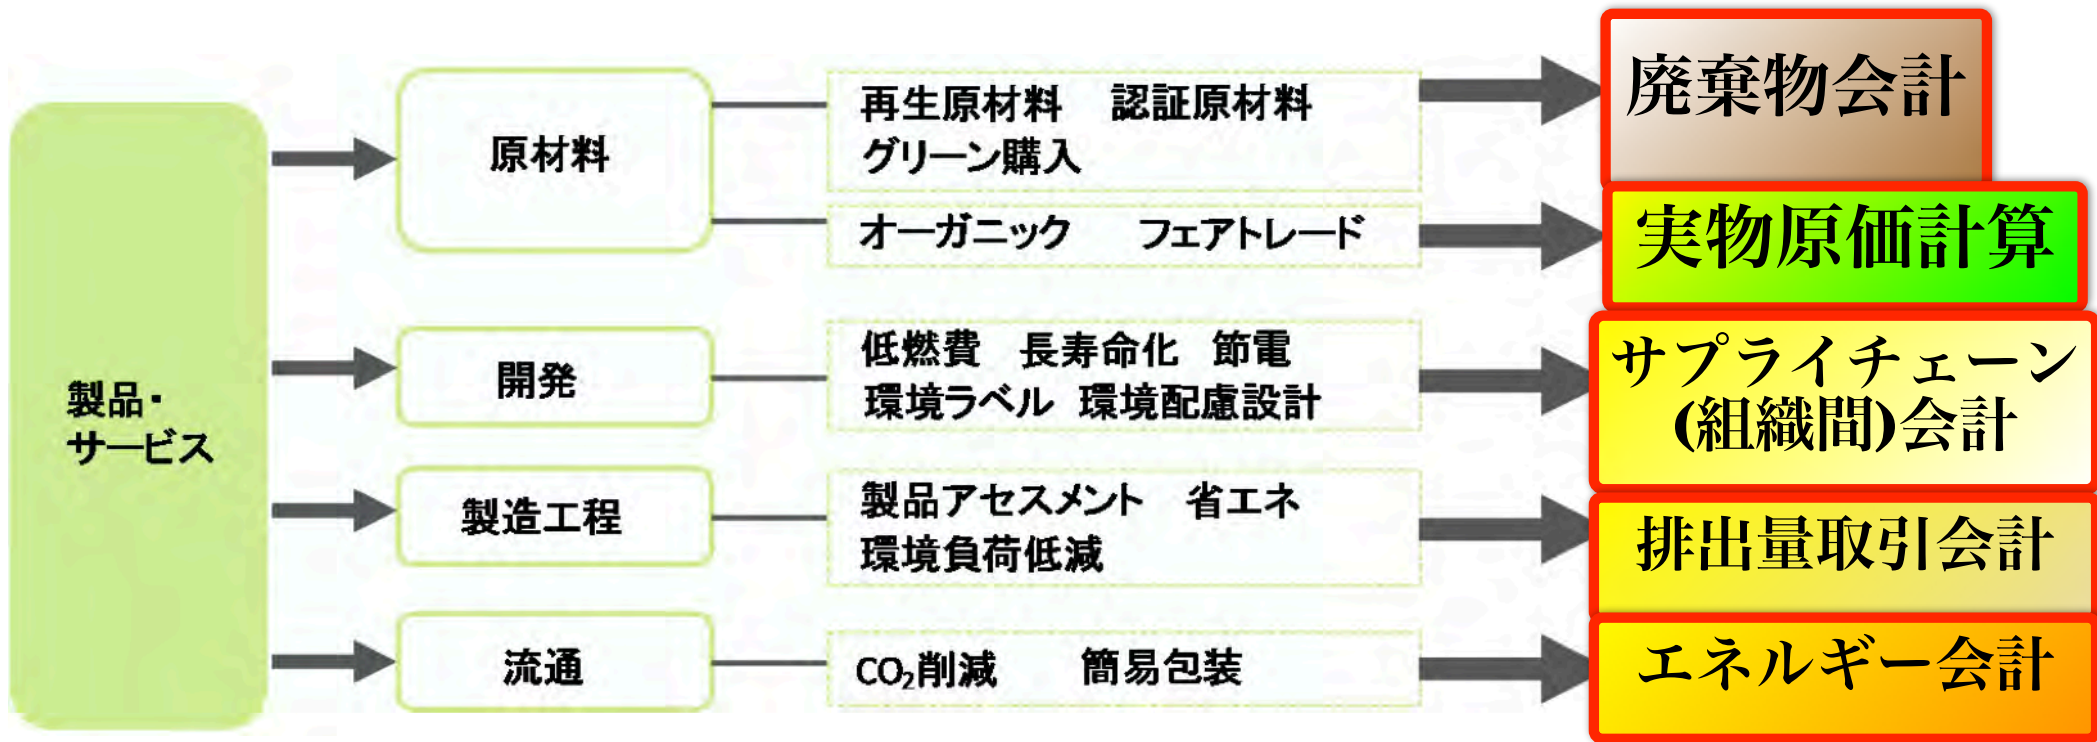 製品・
サービス
原材料
再生原材料 認証原材料
グリーン購入
廃棄物会計
オーガニック フェアトレード
実物原価計算
開発
低燃費 長寿命化 節電
環境ラベル 環境配慮設計
サプライチェーン
(組織間)会計
製造工程
製品アセスメント 省エネ
環境負荷低減
排出量取引会計
流通
CO₂削減 簡易包装
エネルギー会計